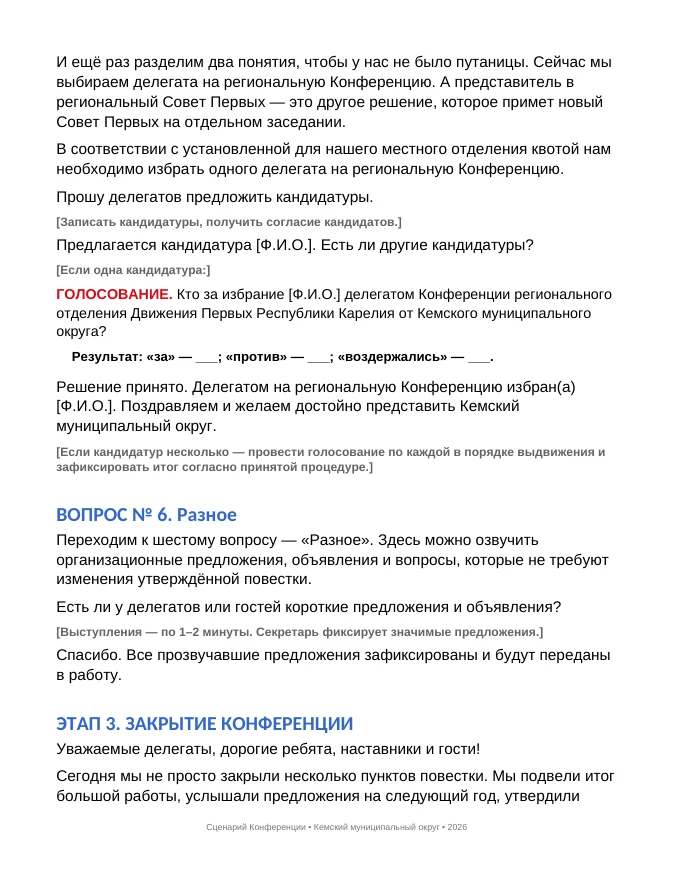 И ещё раз разделим два понятия, чтобы у нас не было путаницы. Сейчас мы
выбираем делегата на региональную Конференцию. А представитель в
региональный Совет Первых — это другое решение, которое примет новый
Совет Первых на отдельном заседании.
В соответствии с установленной для нашего местного отделения квотой нам
необходимо избрать одного делегата на региональную Конференцию.
Прошу делегатов предложить кандидатуры.
[Записать кандидатуры, получить согласие кандидатов.]
Предлагается кандидатура [Ф.И.О.]. Есть ли другие кандидатуры?
[Если одна кандидатура:]
ГОЛОСОВАНИЕ. Кто за избрание [Ф.И.О.] делегатом Конференции регионального
отделения Движения Первых Республики Карелия от Кемского муниципального
округа?
Результат: «за» — ___; «против» — ___; «воздержались» — ___.
Решение принято. Делегатом на региональную Конференцию избран(а)
[Ф.И.О.]. Поздравляем и желаем достойно представить Кемский
муниципальный округ.
[Если кандидатур несколько — провести голосование по каждой в порядке выдвижения и
зафиксировать итог согласно принятой процедуре.]
ВОПРОС № 6. Разное
Переходим к шестому вопросу — «Разное». Здесь можно озвучить
организационные предложения, объявления и вопросы, которые не требуют
изменения утверждённой повестки.
Есть ли у делегатов или гостей короткие предложения и объявления?
[Выступления — по 1–2 минуты. Секретарь фиксирует значимые предложения.]
Спасибо. Все прозвучавшие предложения зафиксированы и будут переданы
в работу.
ЭТАП 3. ЗАКРЫТИЕ КОНФЕРЕНЦИИ
Уважаемые делегаты, дорогие ребята, наставники и гости!
Сегодня мы не просто закрыли несколько пунктов повестки. Мы подвели итог
большой работы, услышали предложения на следующий год, утвердили
Сценарий Конференции • Кемский муниципальный округ • 2026